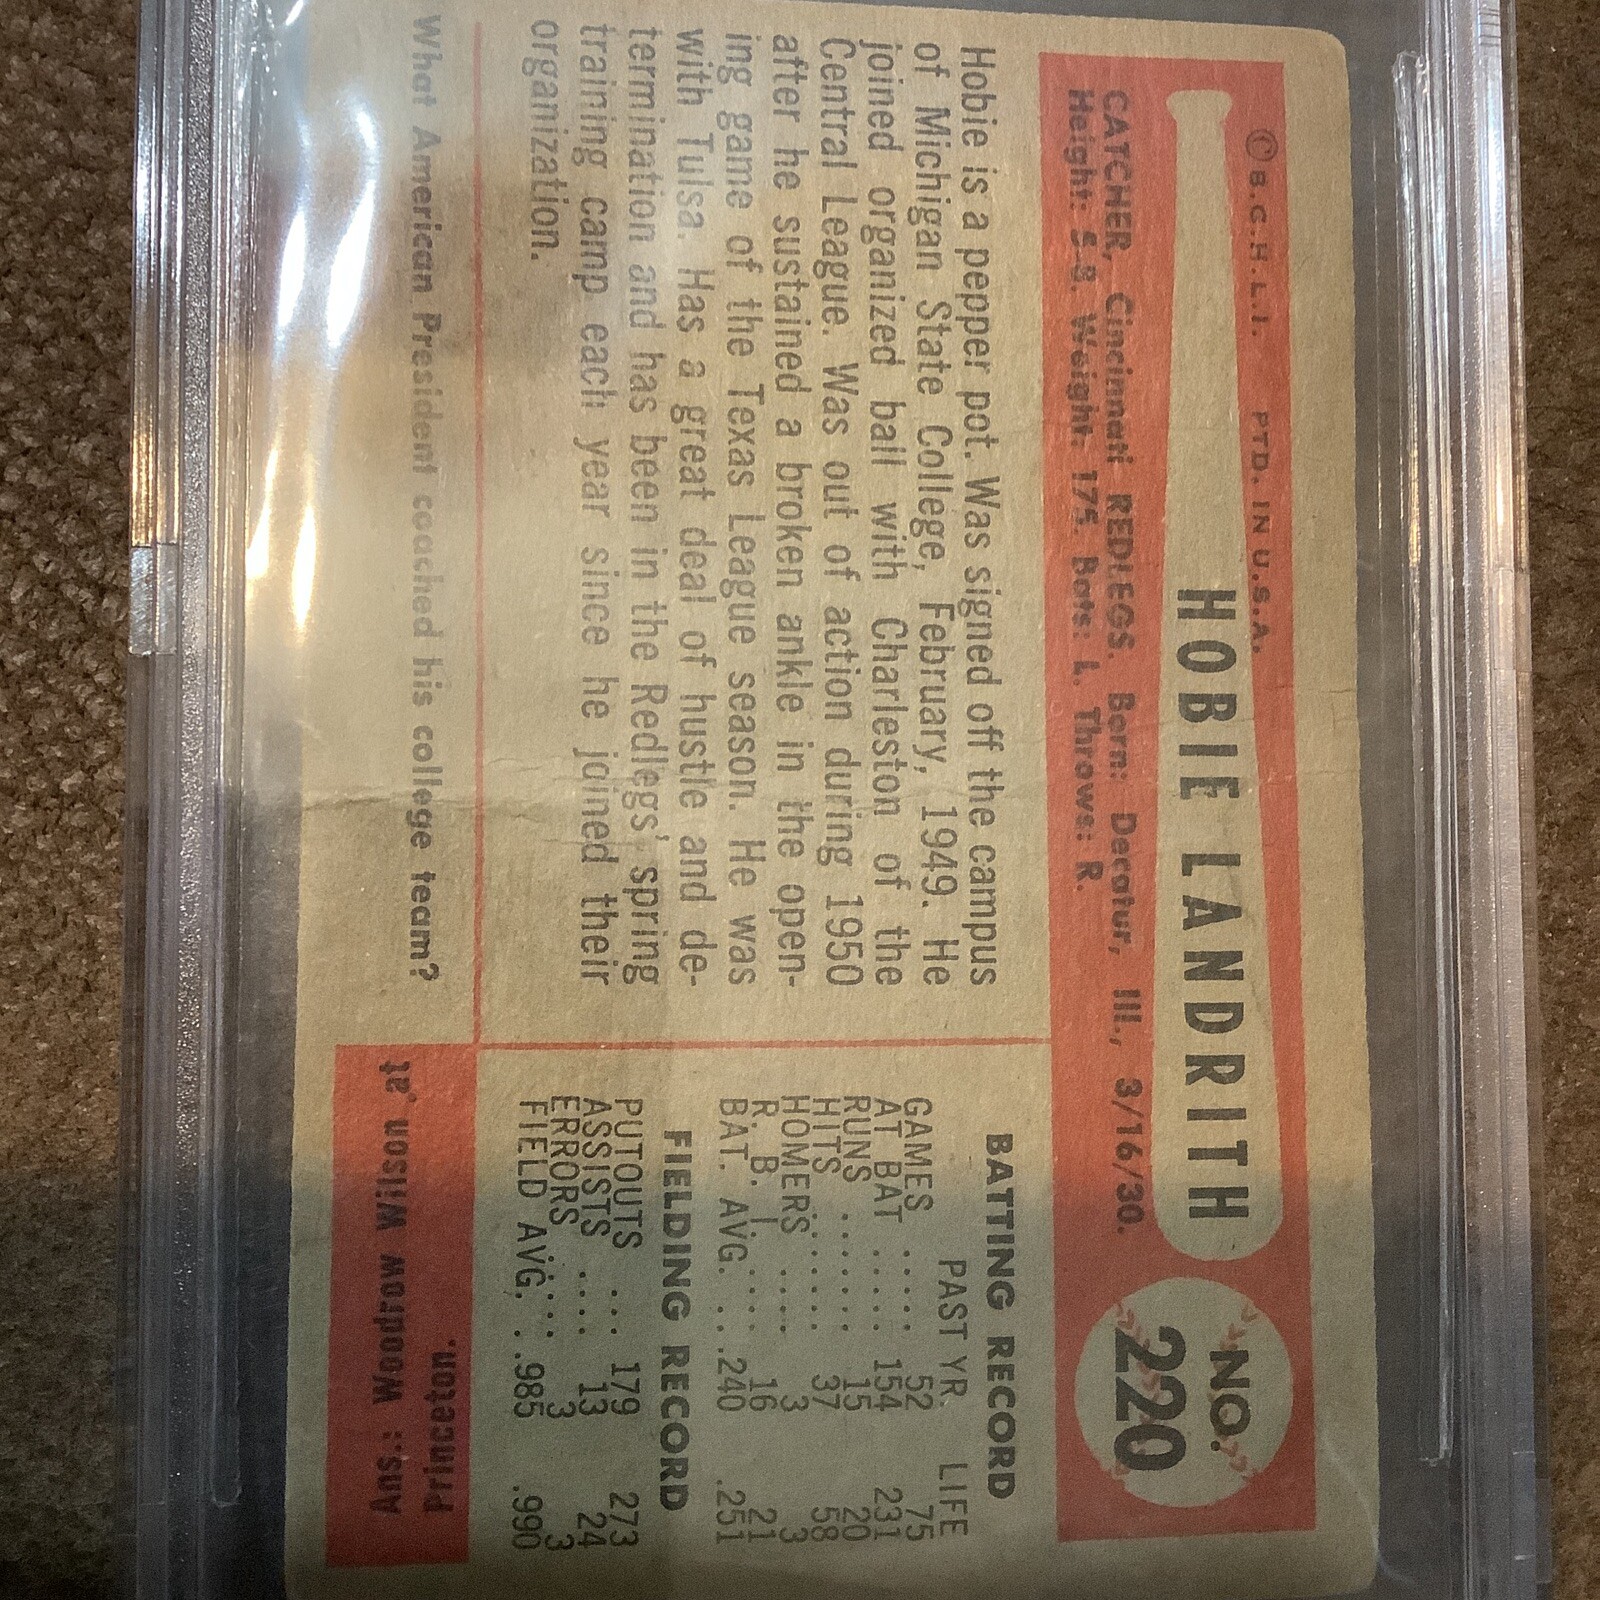 © B.G.H.L.I. PTD. IN U.S.A.
HOBIE LANDRITH
NO.
220
CATCHER, Cincinnati REDLEGS. Born: Decatur, Ill., 3/16/30.
Height: 5-8. Weight: 175. Bats: L. Throws: R.
Hobie is a pepper pot. Was signed off the campus
of Michigan State College, February, 1949. He
joined organized ball with Charleston of the
Central League. Was out of action during 1950
after he sustained a broken ankle in the open-
ing game of the Texas League season. He was
with Tulsa. Has a great deal of hustle and de-
termination and has been in the Redlegs' spring
training camp each year since he joined their
organization.
BATTING RECORD
PAST YR. LIFE
GAMES ..... 52 75
AT BAT ..... 154 231
RUNS ....... 15 20
HITS ....... 37 58
HOMERS ..... 3 3
R. B. I. .... 16 21
BAT. AVG. .. .240 .251
FIELDING RECORD
PUTOUTS ... 179 273
ASSISTS .... 13 24
ERRORS .... 3 3
FIELD AVG. . .985 .990
What American President coached his college team?
Ans.: Woodrow Wilson at
Princeton.